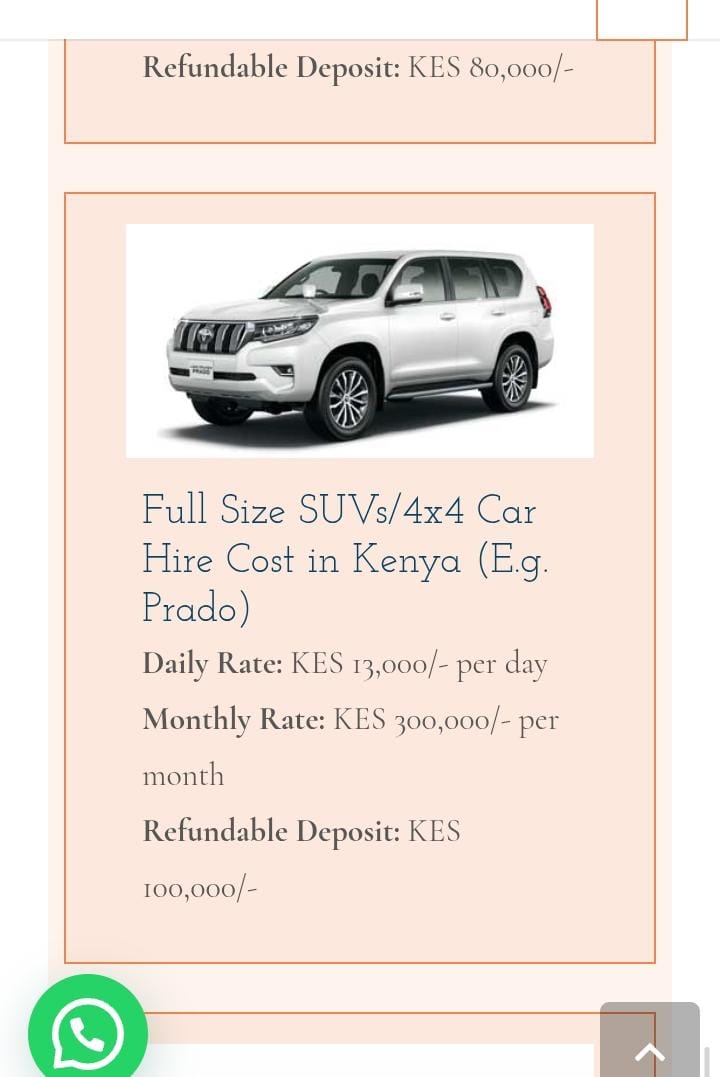 Refundable Deposit: KES 80,000/-
PRADO
Full Size SUVs/4x4 Car
Hire Cost in Kenya (E.g.
Prado)
Daily Rate: KES 13,000/- per day
Monthly Rate: KES 300,000/- per
month
Refundable Deposit: KES
100,000/-